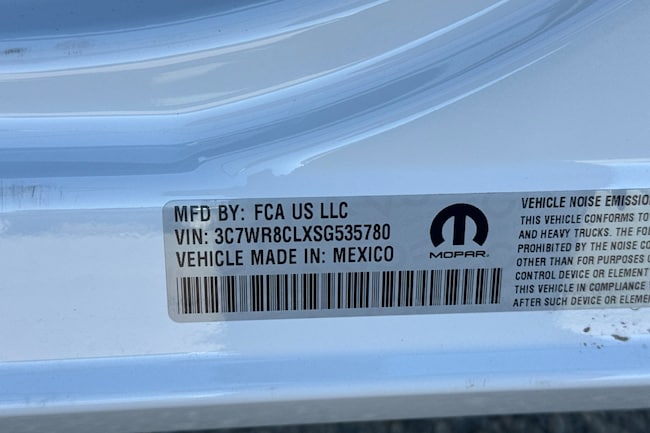 MFD BY: FCA US LLC
VIN: 3C7WR8CLXSG535780
VEHICLE MADE IN: MEXICO
MOPAR
VEHICLE NOISE EMISSION
THIS VEHICLE CONFORMS TO
AND HEAVY TRUCKS. THE FOL
PROHIBITED BY THE NOISE CO
OTHER THAN FOR PURPOSES O
CONTROL DEVICE OR ELEMENT
THIS VEHICLE IN COMPLIANCE
AFTER SUCH DEVICE OR ELEME